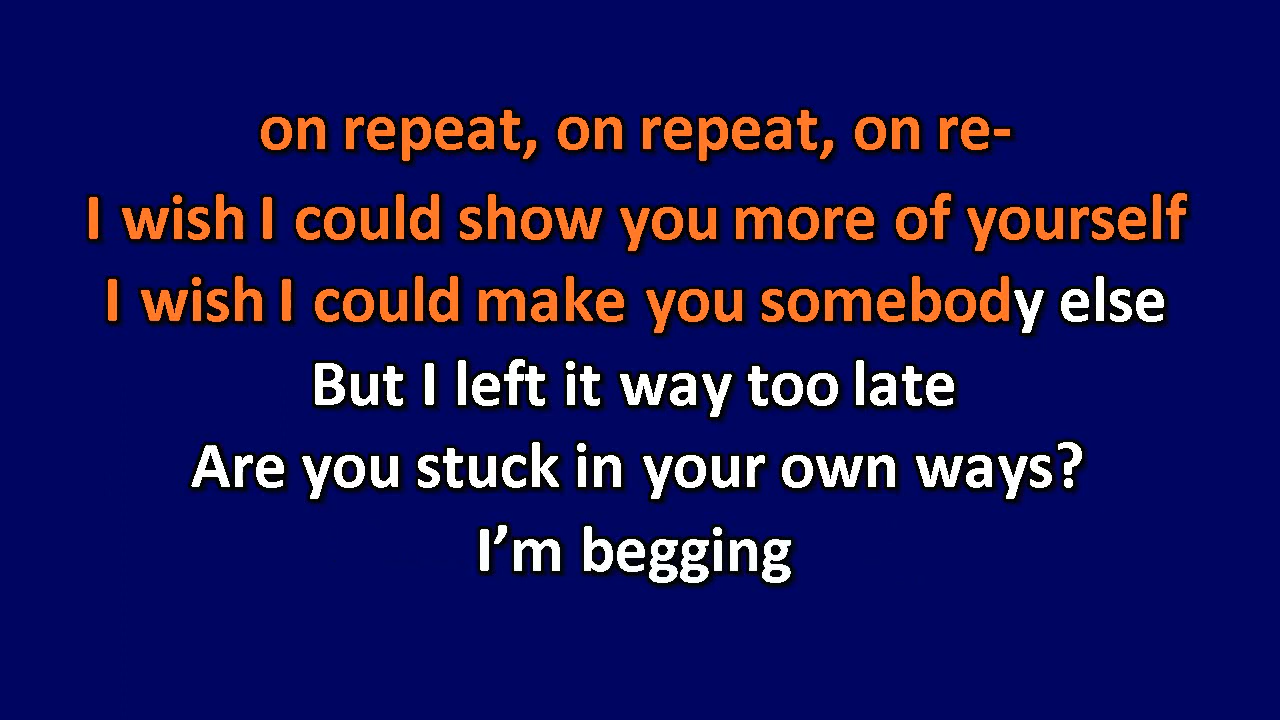 on repeat, on repeat, on re-
I wish I could show you more of yourself
I wish I could make you somebody else
But I left it way too late
Are you stuck in your own ways?
I’m begging